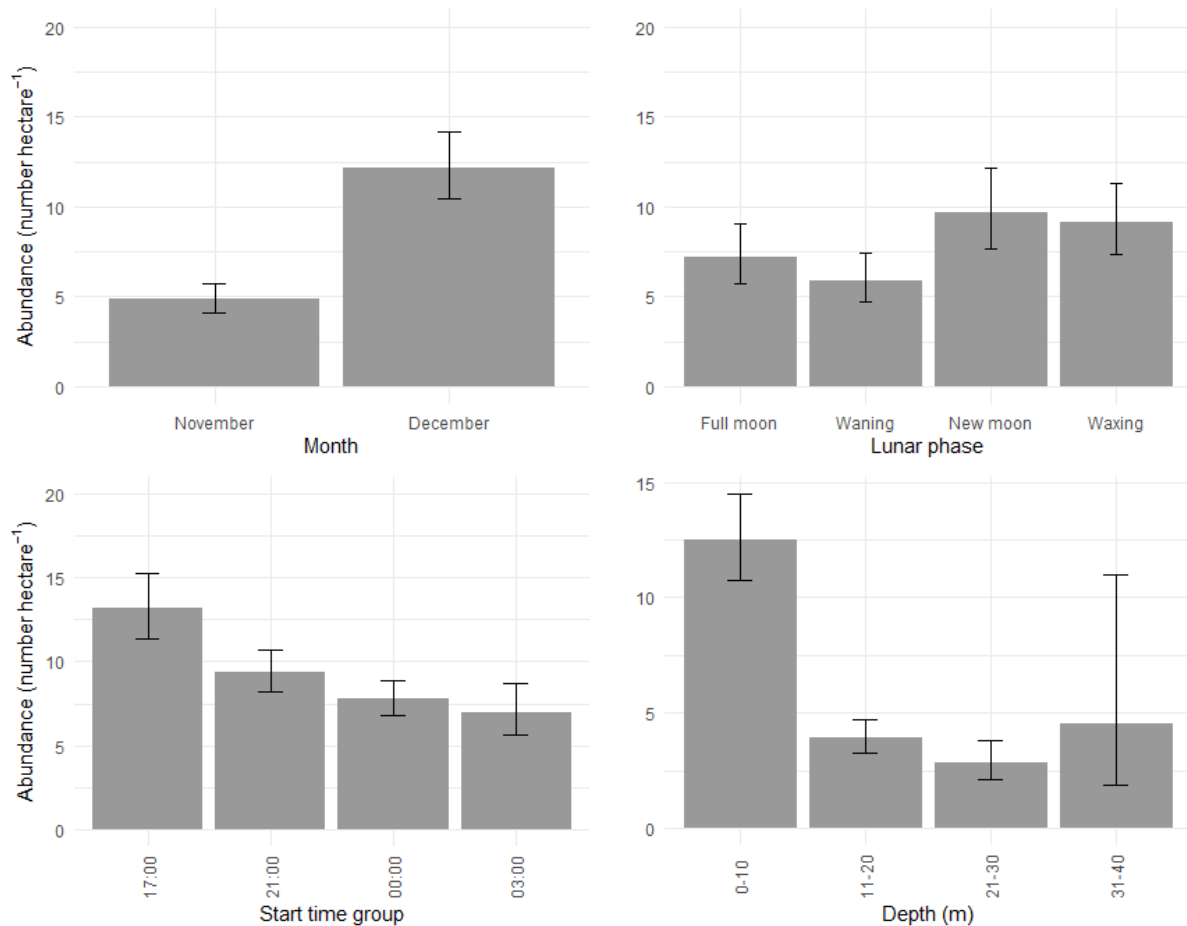 Abundance (number hectare⁻¹)
20
15
10
5
0
November
December
Month
20
15
10
5
0
Full moon
Waning
New moon
Waxing
Lunar phase
Abundance (number hectare⁻¹)
20
15
10
5
0
17:00
21:00
00:00
03:00
Start time group
15
10
5
0
0-10
11-20
21-30
31-40
Depth (m)